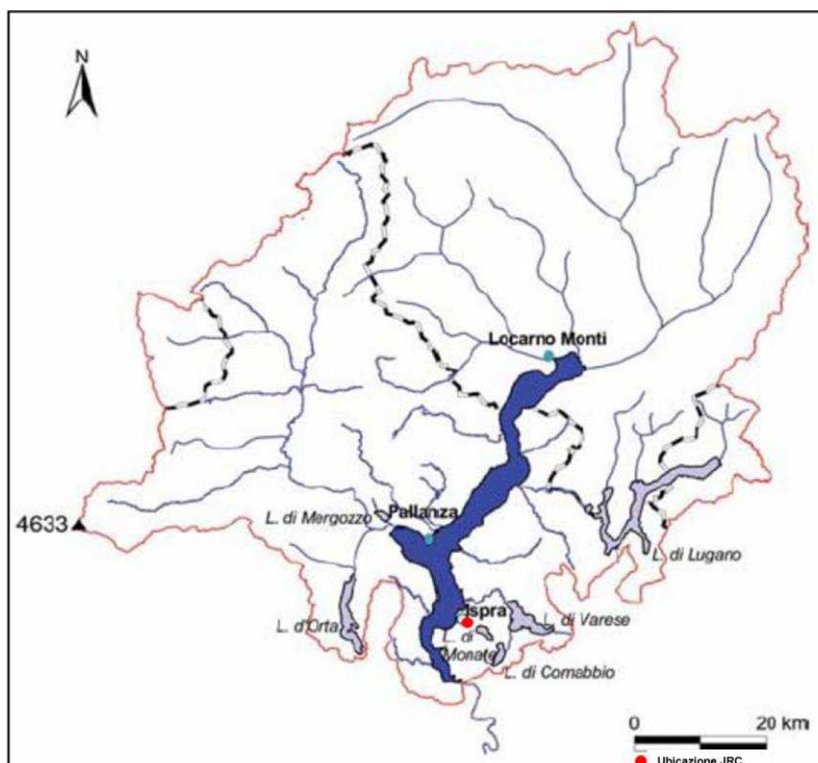 N
Locarno Monti
4633
L. di Mergozzo
Pallanza
L. di Lugano
L. d'Orta
Ispra
L. di Varese
L. di
Monate
L. di Comabbio
0 20 km
Ubicazione JRC